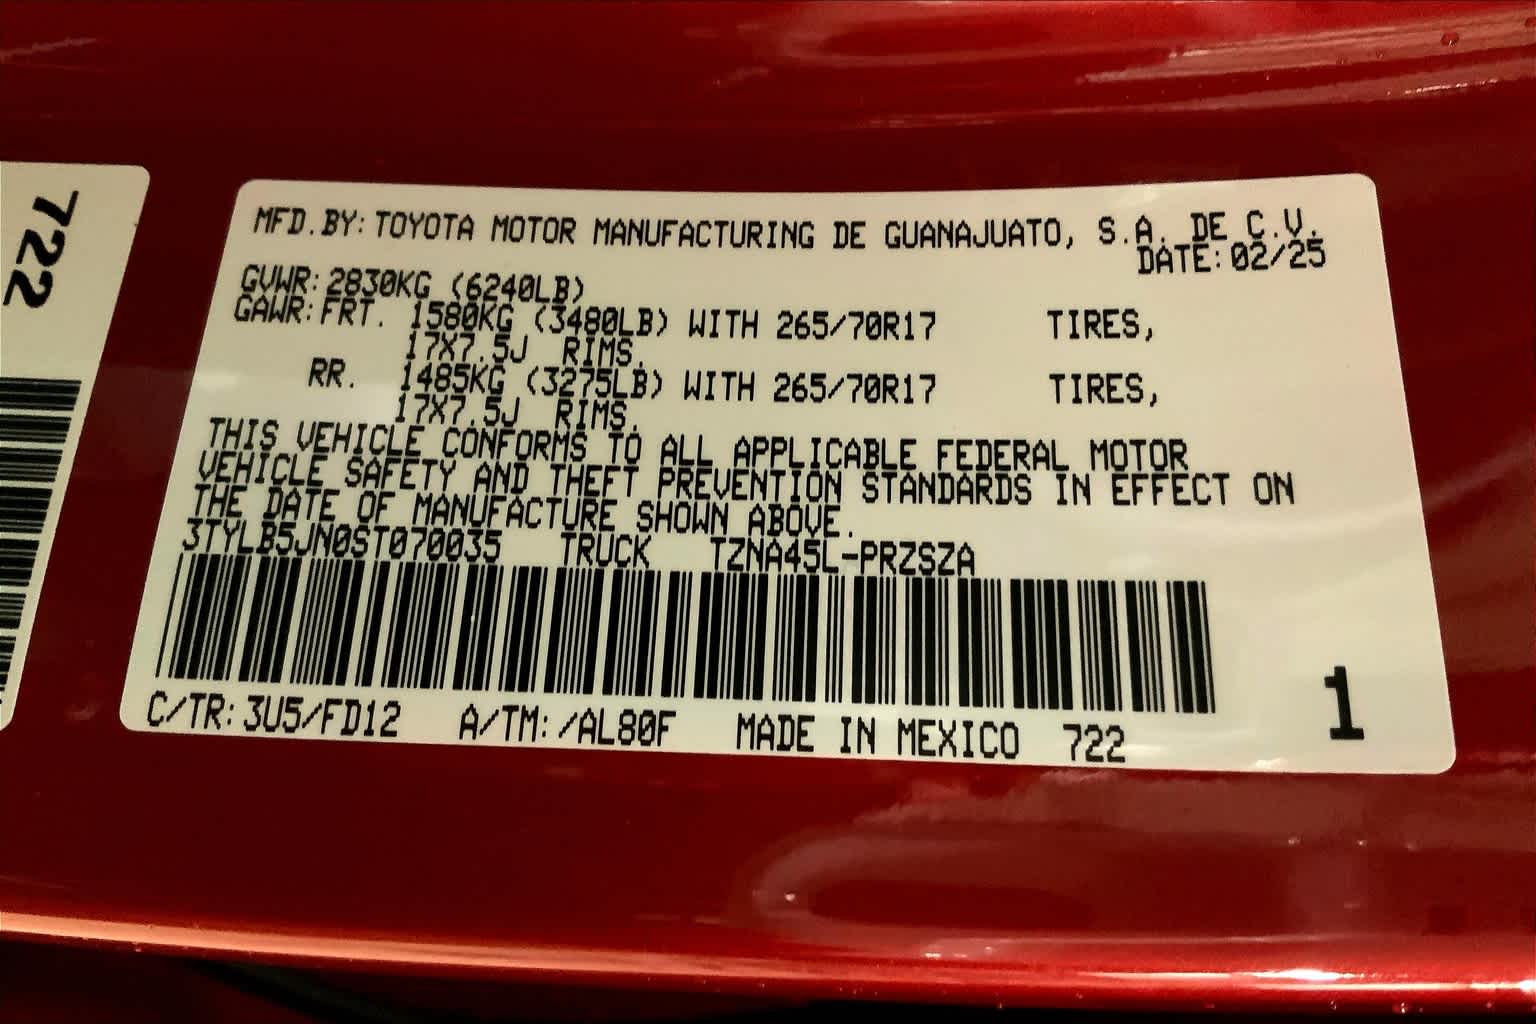 722
MFD.BY: TOYOTA MOTOR MANUFACTURING DE GUANAJUATO, S.A. DE C.V.
DATE: 02/25
GVWR: 2830KG (6240LB)
GAWR: FRT. 1580KG (3480LB) WITH 265/70R17 TIRES,
17X7.5J RIMS.
RR. 1485KG (3275LB) WITH 265/70R17 TIRES,
17X7.5J RIMS.
THIS VEHICLE CONFORMS TO ALL APPLICABLE FEDERAL MOTOR
VEHICLE SAFETY AND THEFT PREVENTION STANDARDS IN EFFECT ON
THE DATE OF MANUFACTURE SHOWN ABOVE.
3TYLB5JN0ST070035 TRUCK TZNA45L-PRZSZA
1
C/TR: 3U5/FD12 A/TM: /AL80F MADE IN MEXICO 722